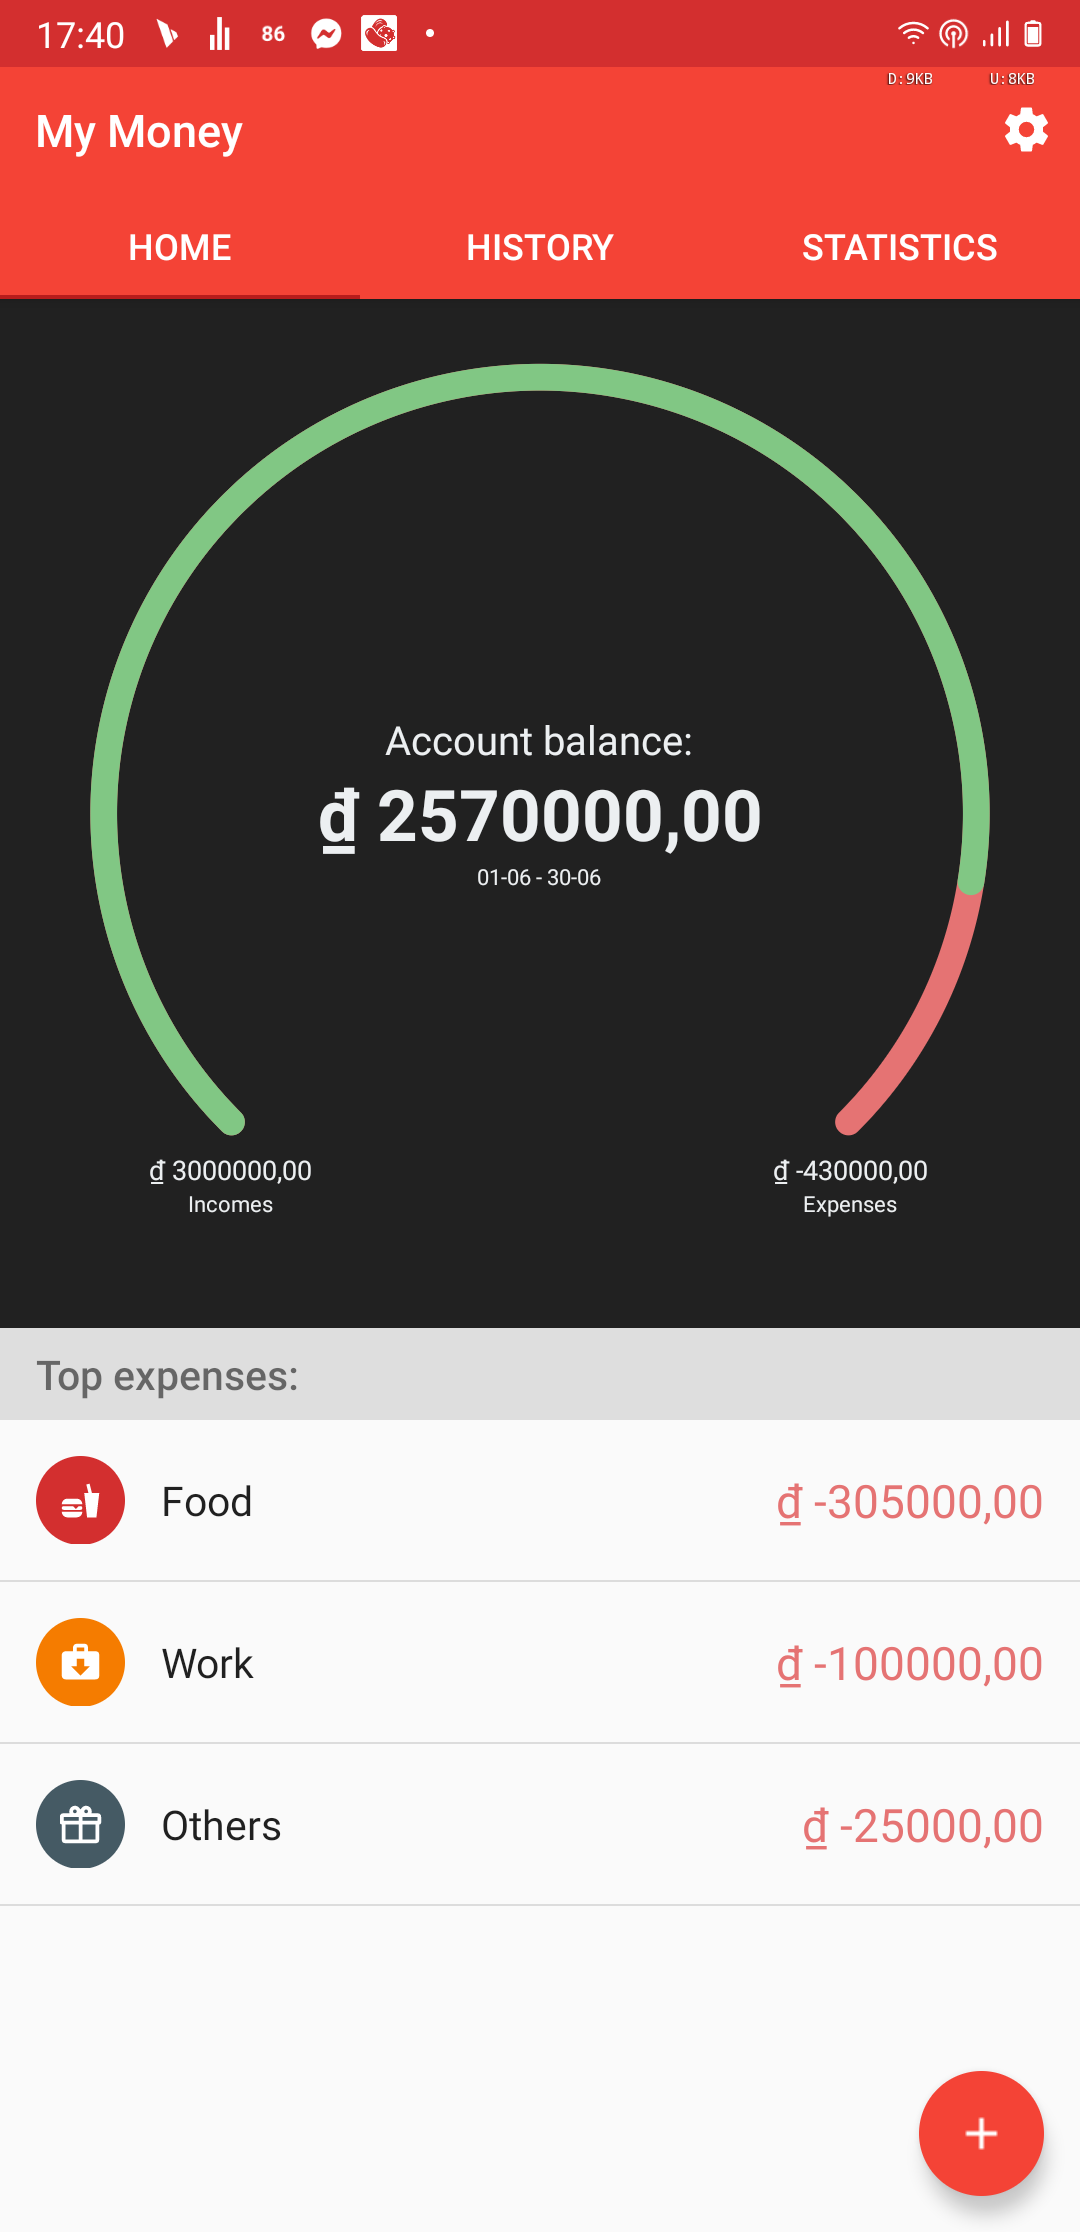 17:40 86
D:9KB U:8KB
My Money
HOME HISTORY STATISTICS
Account balance:
₫ 2570000,00
01-06 - 30-06
₫ 3000000,00 ₫ -430000,00
Incomes Expenses
Top expenses:
Food ₫ -305000,00
Work ₫ -100000,00
Others ₫ -25000,00